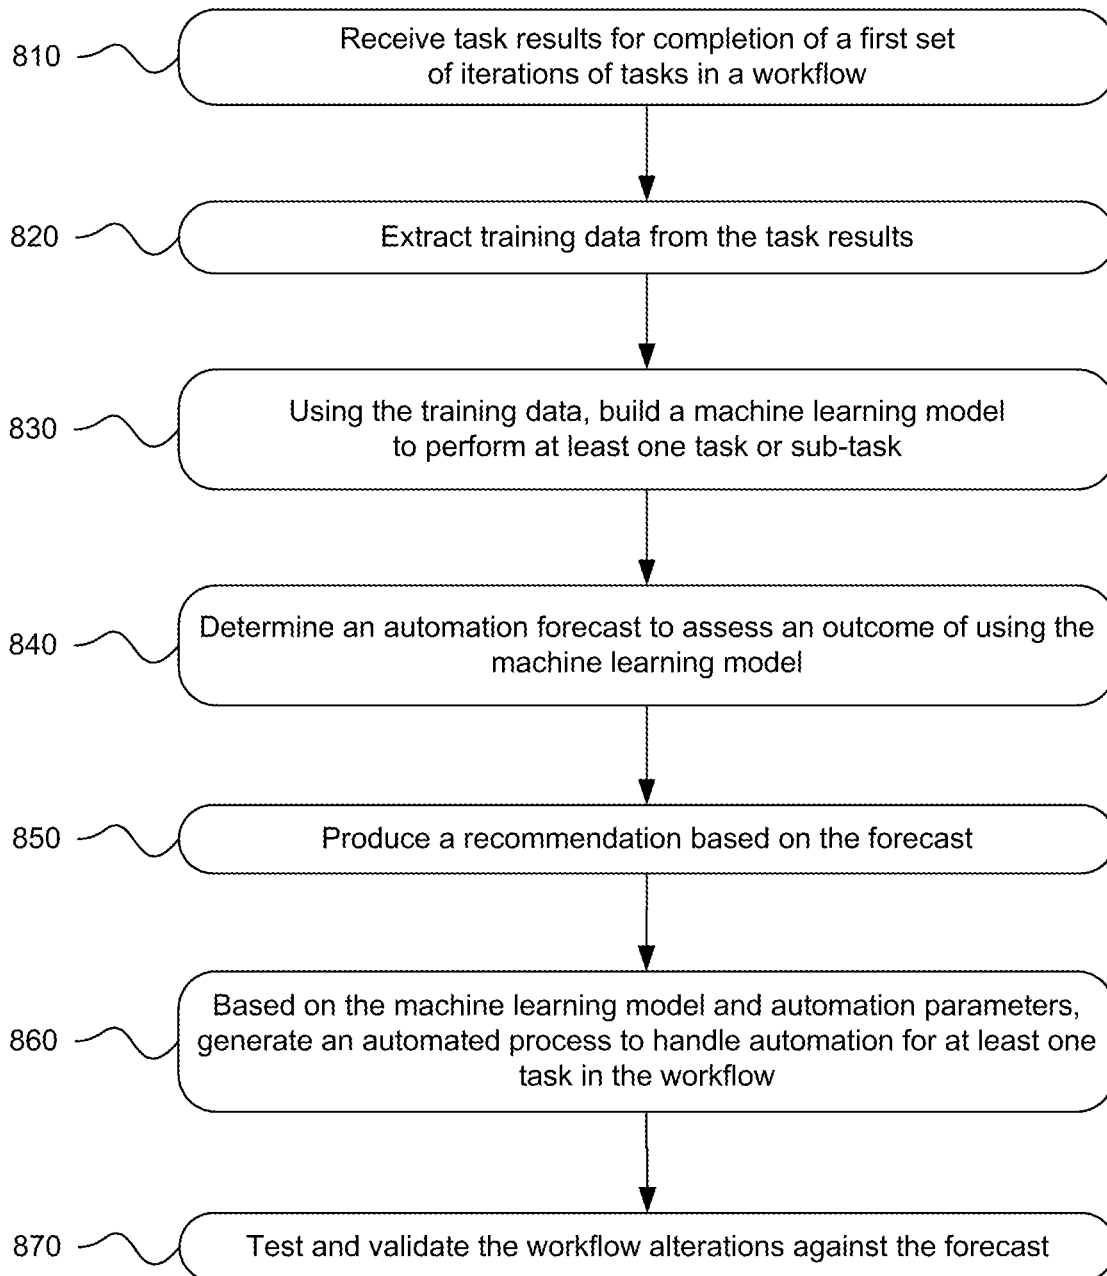 810
Receive task results for completion of a first set
of iterations of tasks in a workflow
820
Extract training data from the task results
830
Using the training data, build a machine learning model
to perform at least one task or sub-task
840
Determine an automation forecast to assess an outcome of using the
machine learning model
850
Produce a recommendation based on the forecast
860
Based on the machine learning model and automation parameters,
generate an automated process to handle automation for at least one
task in the workflow
870
Test and validate the workflow alterations against the forecast